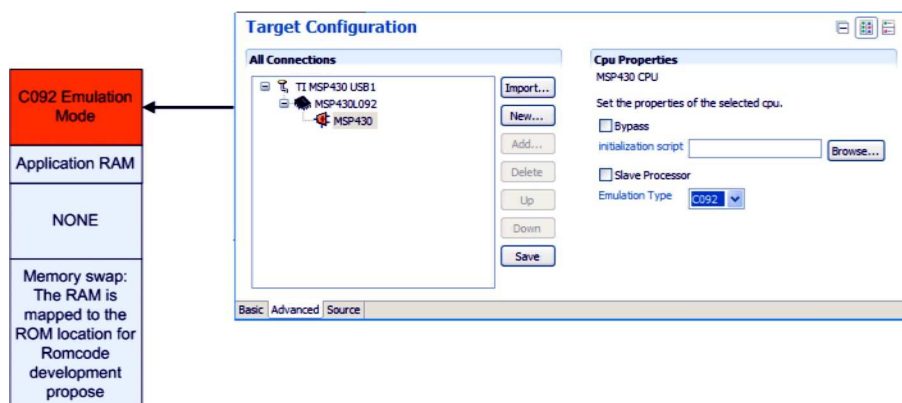 C092 Emulation
Mode
Application RAM
NONE
Memory swap:
The RAM is
mapped to the
ROM location for
Romcode
development
propose
Target Configuration
All Connections
TI MSP430 USB1
MSP430L092
MSP430
Import...
New...
Add...
Delete
Up
Down
Save
Cpu Properties
MSP430 CPU
Set the properties of the selected cpu.
Bypass
initialization script
Browse...
Slave Processor
Emulation Type
C092
Basic Advanced Source